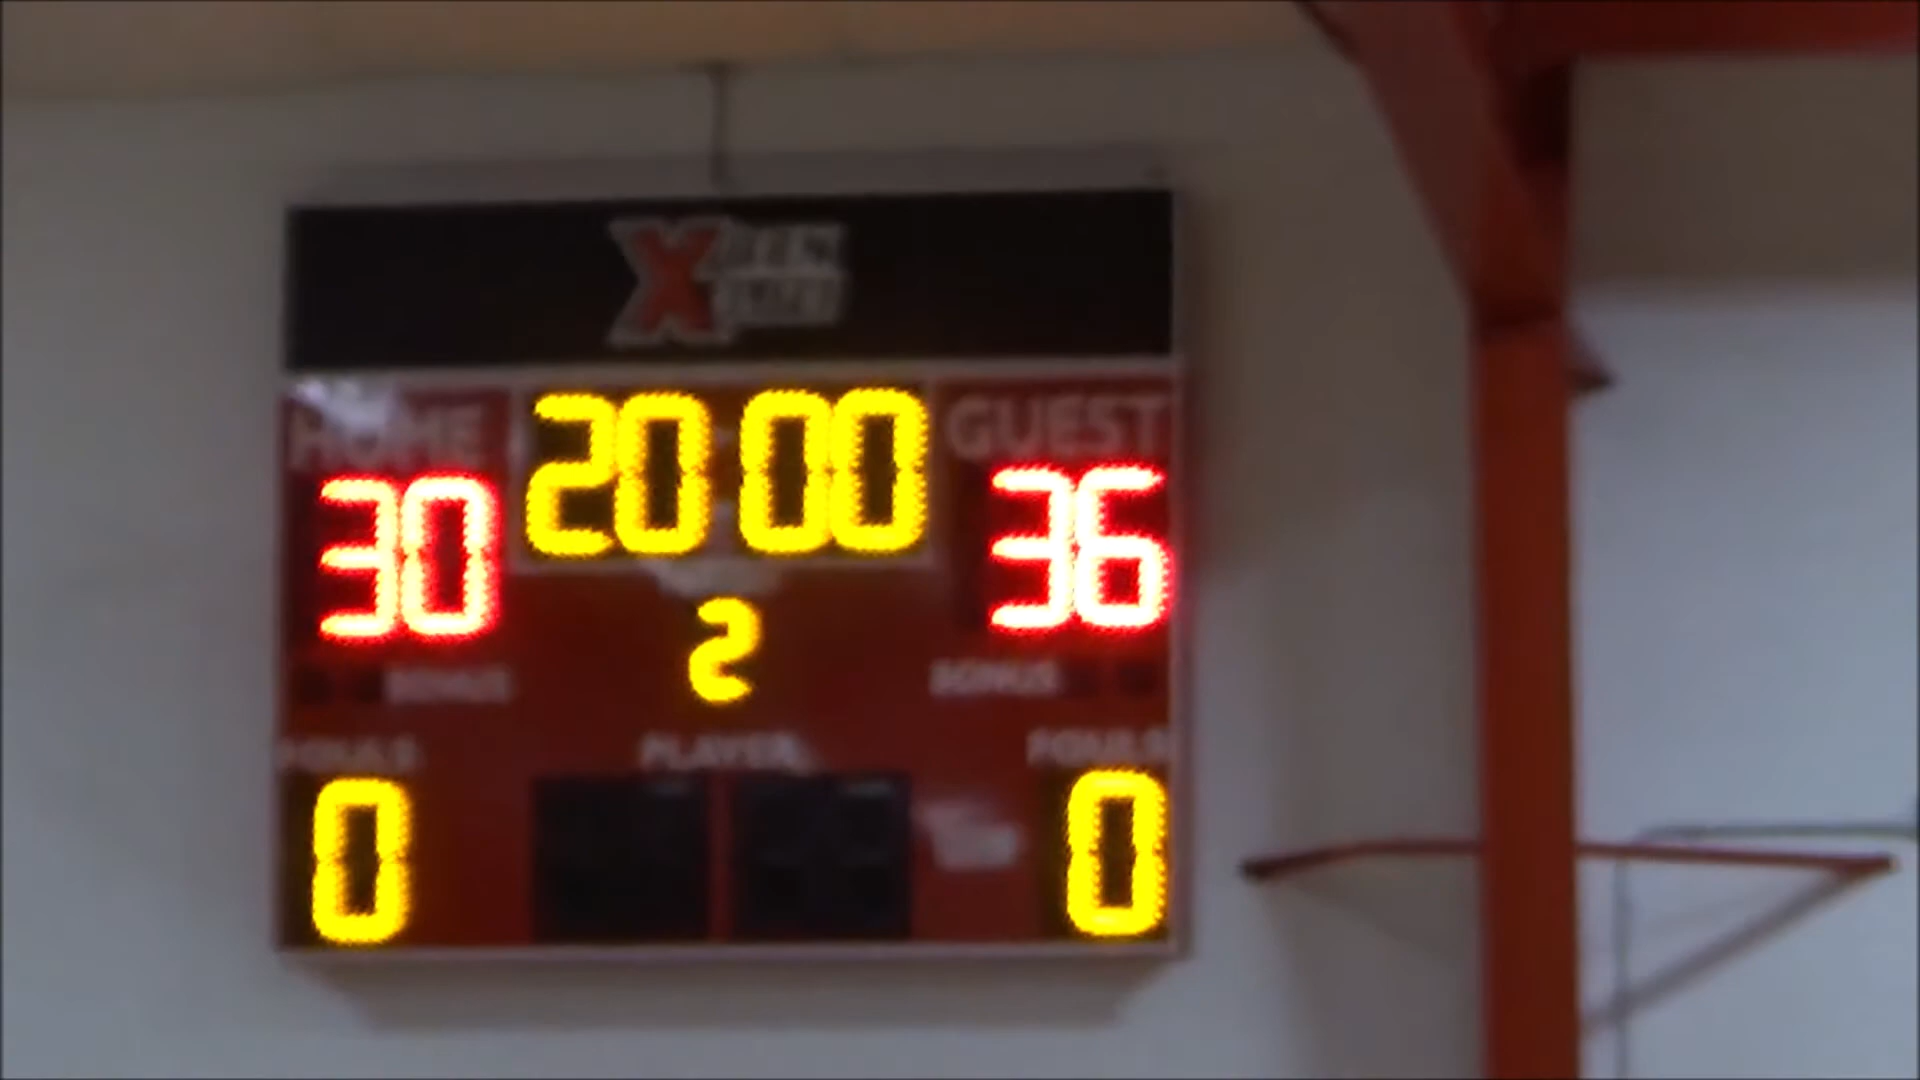 HOME
20:00
GUEST
30
36
2
BONUS
BONUS
FOULS
PLAYER
FOULS
0
0